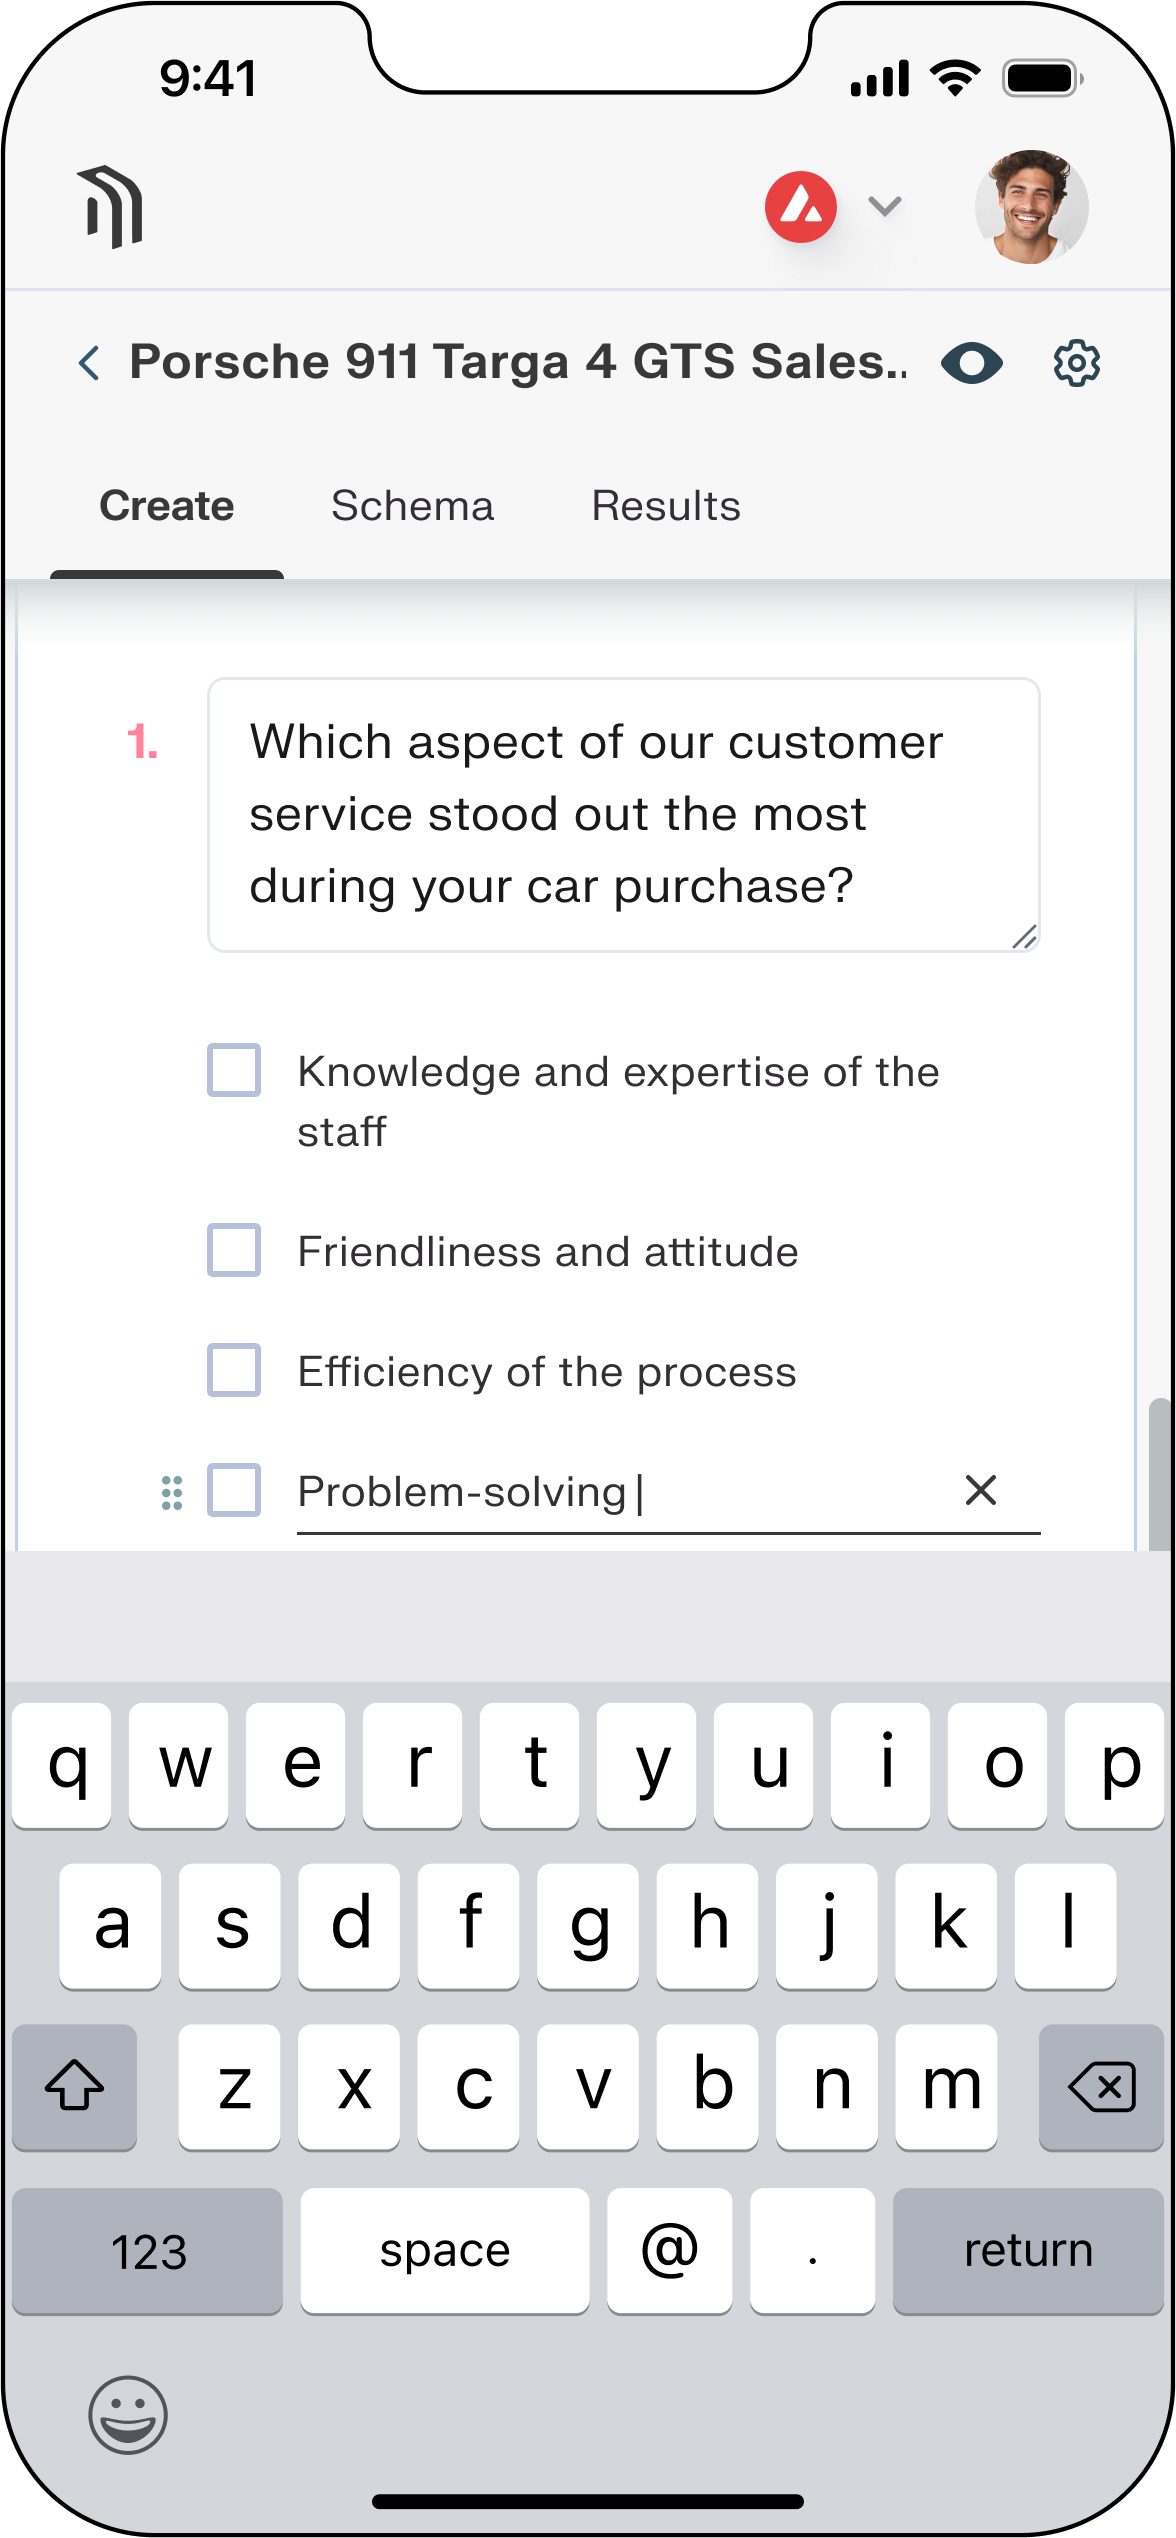 9:41
Porsche 911 Targa 4 GTS Sales..
Create Schema Results
1. Which aspect of our customer
service stood out the most
during your car purchase?
Knowledge and expertise of the
staff
Friendliness and attitude
Efficiency of the process
Problem-solving
q w e r t y u i o p
a s d f g h j k l
z x c v b n m
123 space @ . return